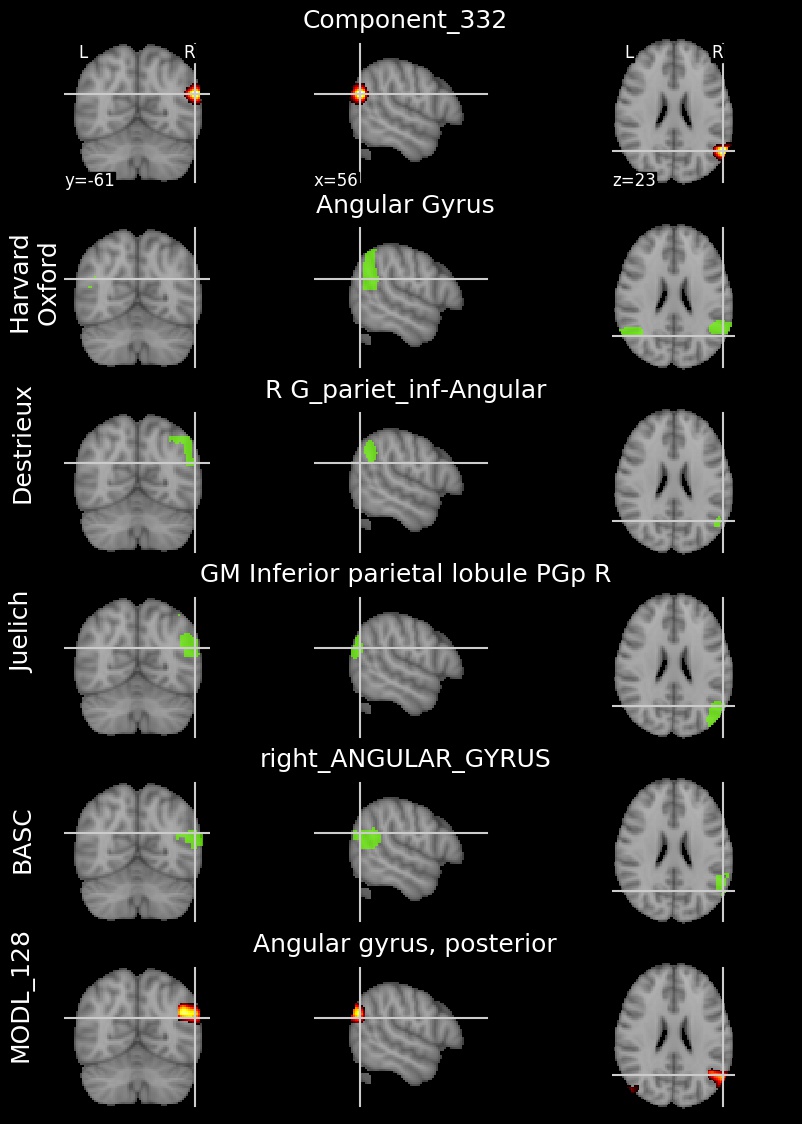 Component_332
L R
L R
y=-61
x=56
z=23
Angular Gyrus
Harvard
Oxford
R G_pariet_inf-Angular
Destrieux
GM Inferior parietal lobule PGp R
Juelich
right_ANGULAR_GYRUS
BASC
Angular gyrus, posterior
MODL_128